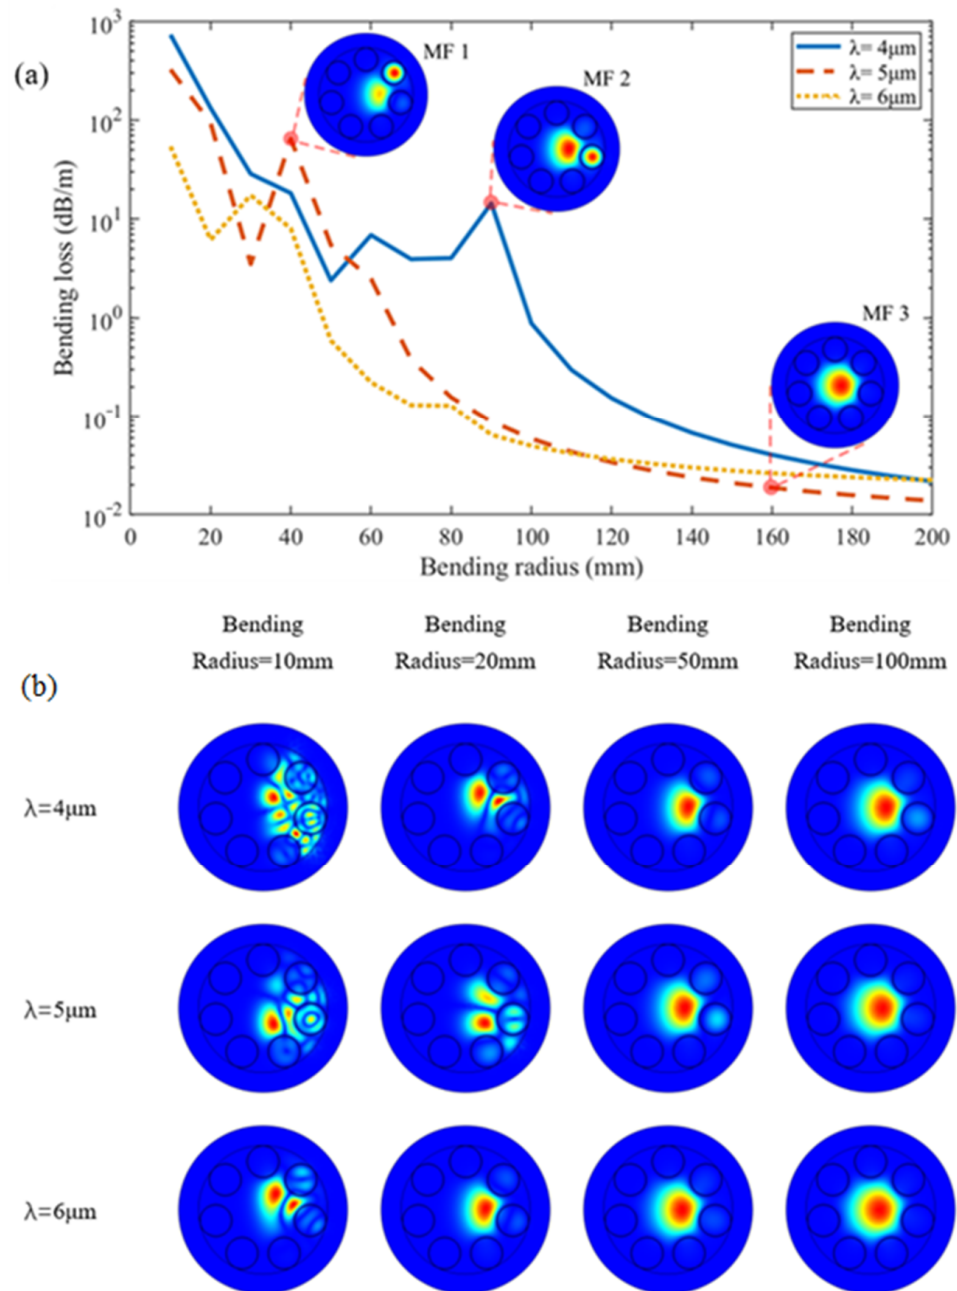 (a)
Bending loss (dB/m)
10³
10²
10¹
10⁰
10⁻¹
10⁻²
MF 1
MF 2
MF 3
λ= 4μm
λ= 5μm
λ= 6μm
0 20 40 60 80 100 120 140 160 180 200
Bending radius (mm)
(b)
Bending Bending Bending Bending
Radius=10mm Radius=20mm Radius=50mm Radius=100mm
λ=4μm
λ=5μm
λ=6μm